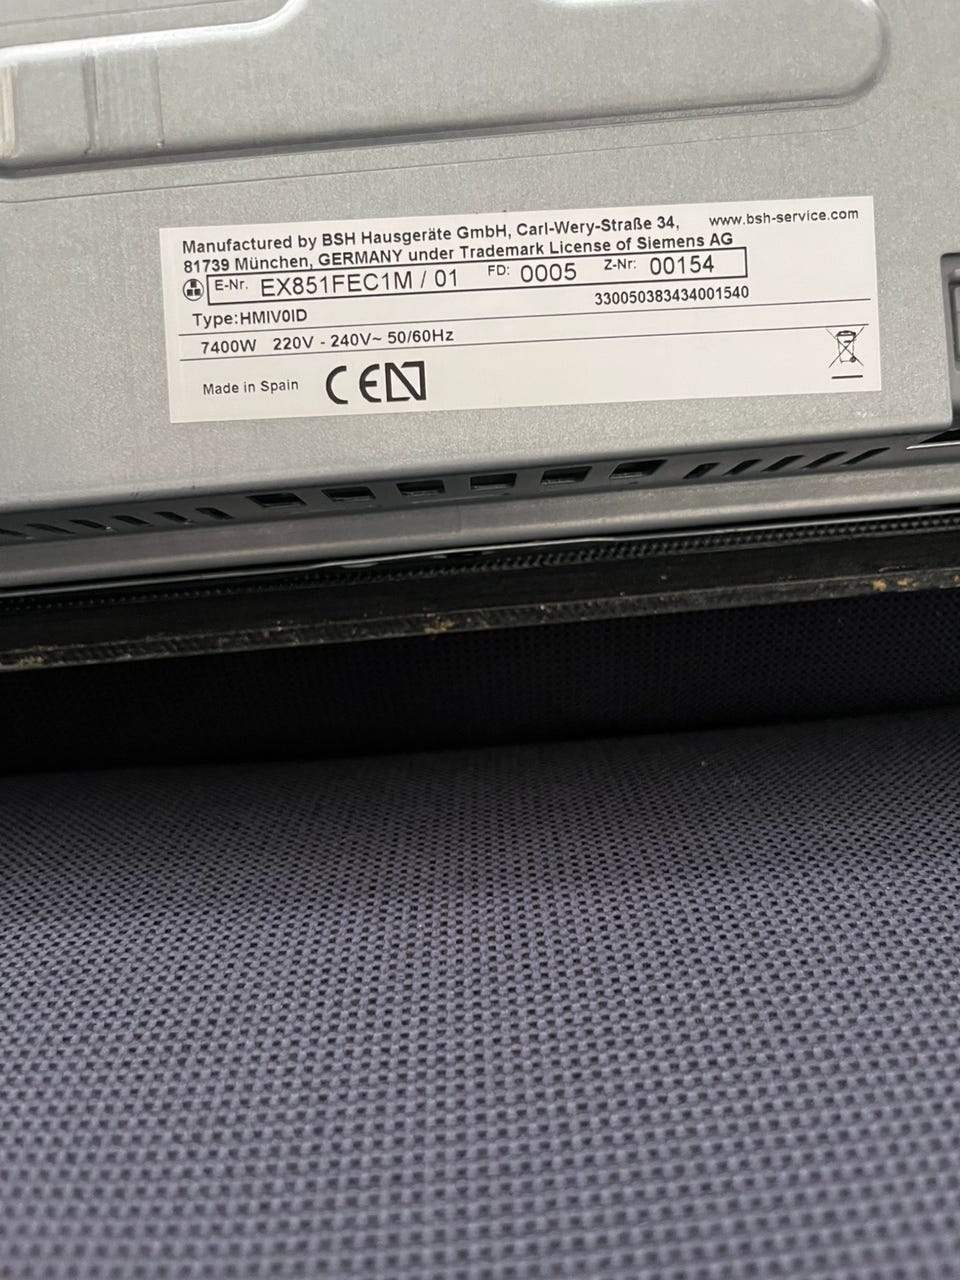 Manufactured by BSH Hausgeräte GmbH, Carl-Wery-Straße 34, www.bsh-service.com
81739 München, GERMANY under Trademark License of Siemens AG
E-Nr. EX851FEC1M / 01 FD: 0005 Z-Nr: 00154
Type:HMIV0ID 330050383434001540
7400W 220V - 240V~ 50/60Hz
Made in Spain CE